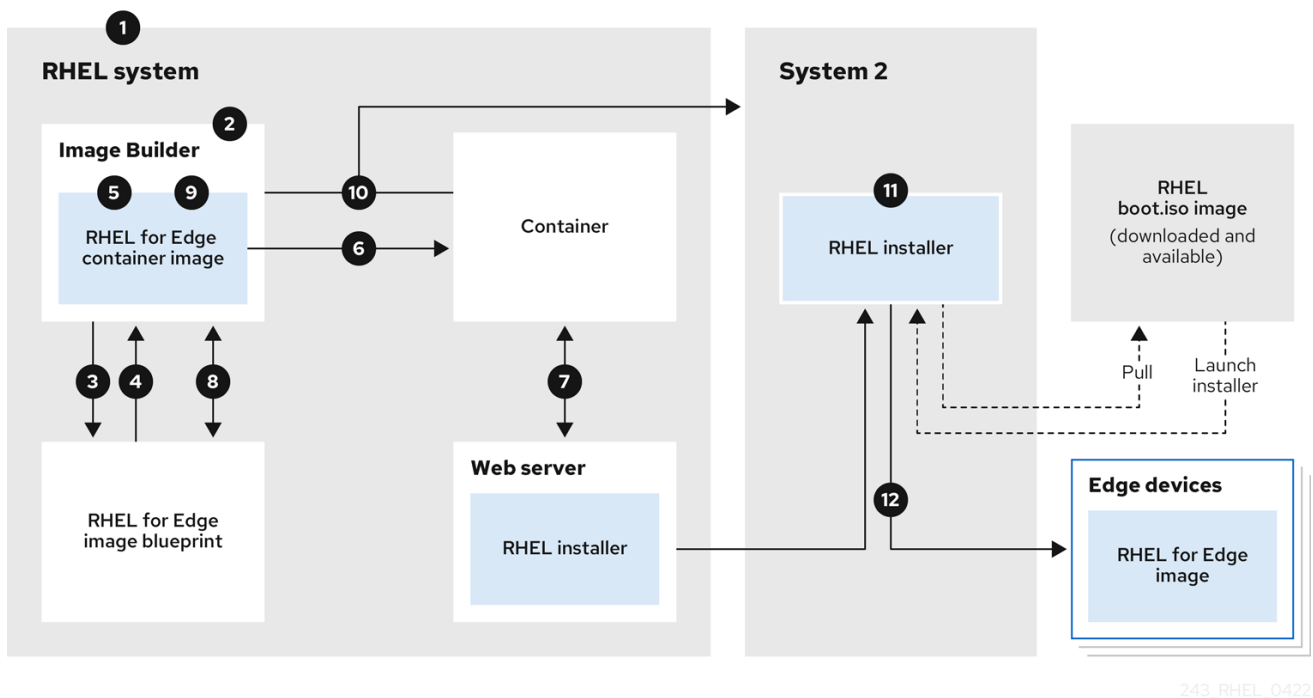 1
RHEL system
System 2
2
Image Builder
5
9
RHEL for Edge
container image
10
6
Container
11
RHEL installer
RHEL
boot.iso image
(downloaded and
available)
3
4
8
7
Pull
Launch
installer
RHEL for Edge
image blueprint
Web server
RHEL installer
12
Edge devices
RHEL for Edge
image
243_RHEL_0422